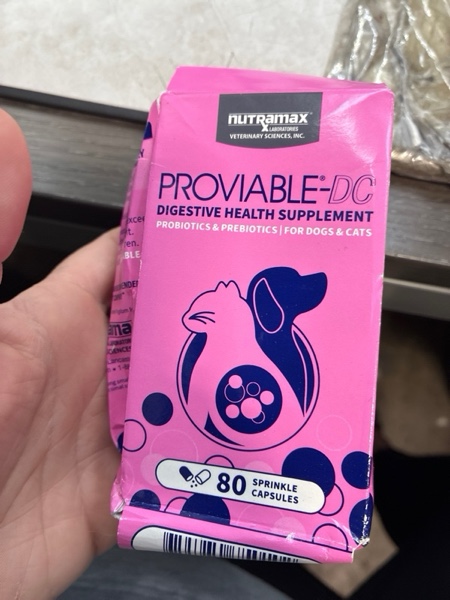 nutramax
LABORATORIES
VETERINARY SCIENCES, INC.
PROVIABLE®-DC
DIGESTIVE HEALTH SUPPLEMENT
PROBIOTICS & PREBIOTICS | FOR DOGS & CATS
80 SPRINKLE
CAPSULES